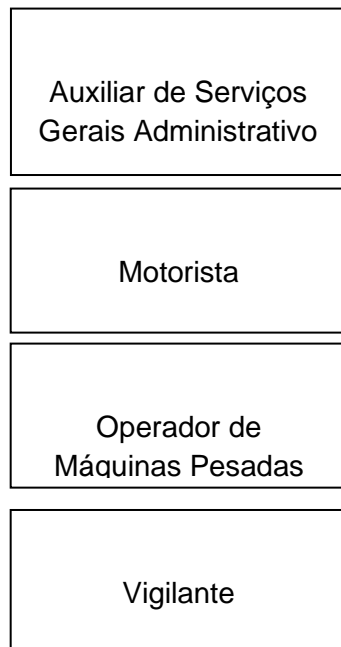 Auxiliar de Serviços
Gerais Administrativo
Motorista
Operador de
Máquinas Pesadas
Vigilante